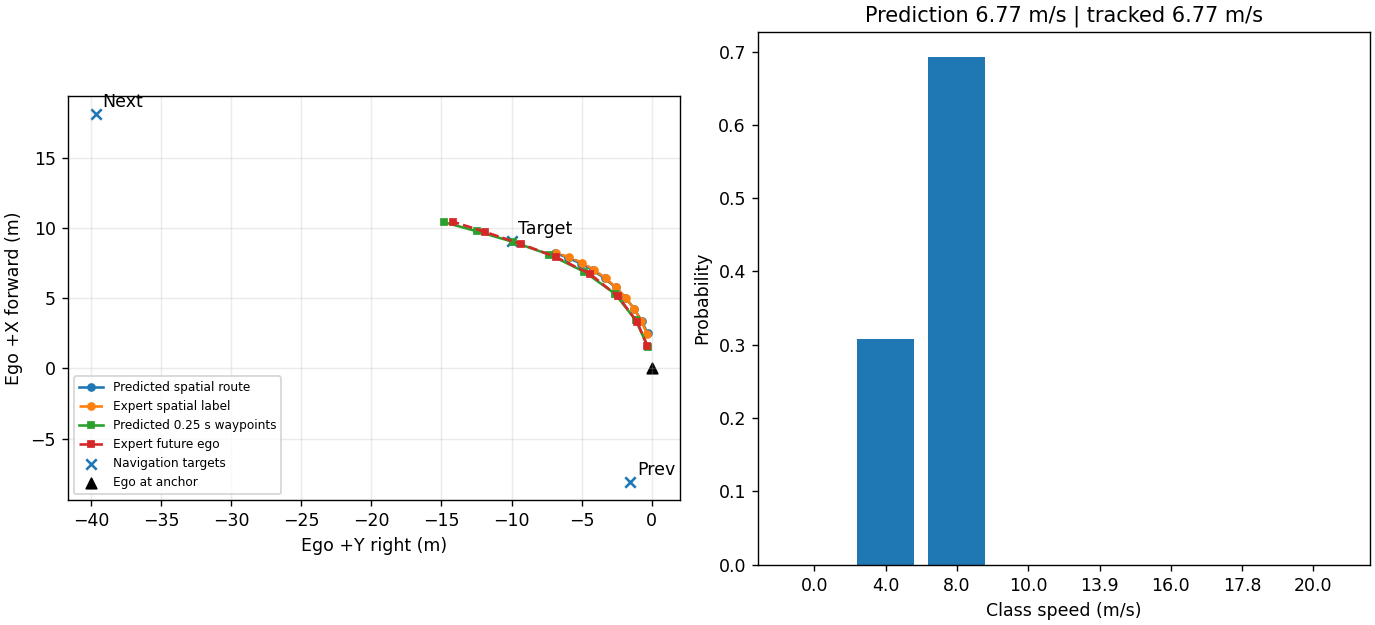 Prediction 6.77 m/s | tracked 6.77 m/s
Next
Target
Prev
15
10
5
0
−5
Ego +X forward (m)
−40
−35
−30
−25
−20
−15
−10
−5
0
Ego +Y right (m)
Predicted spatial route
Expert spatial label
Predicted 0.25 s waypoints
Expert future ego
Navigation targets
Ego at anchor
0.7
0.6
0.5
0.4
0.3
0.2
0.1
0.0
Probability
0.0
4.0
8.0
10.0
13.9
16.0
17.8
20.0
Class speed (m/s)